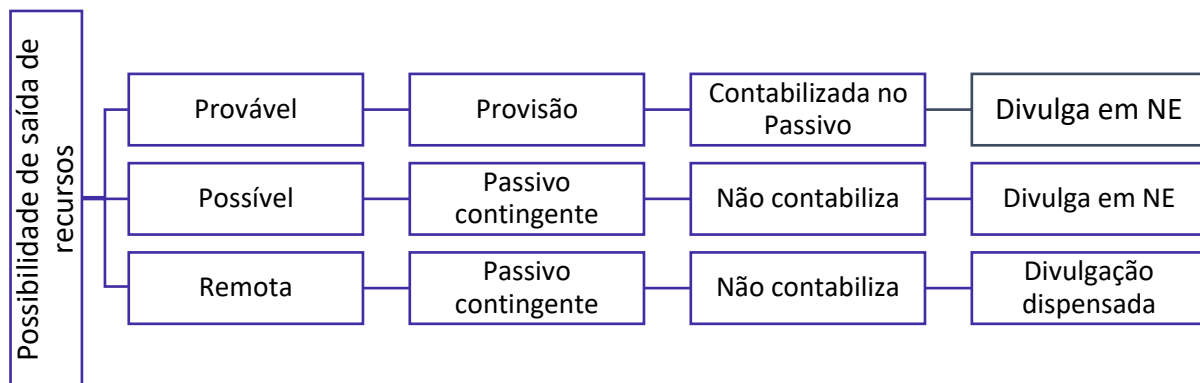 Possibilidade de saída de
recursos
Provável
Provisão
Contabilizada no
Passivo
Divulga em NE
Possível
Passivo
contingente
Não contabiliza
Divulga em NE
Remota
Passivo
contingente
Não contabiliza
Divulgação
dispensada